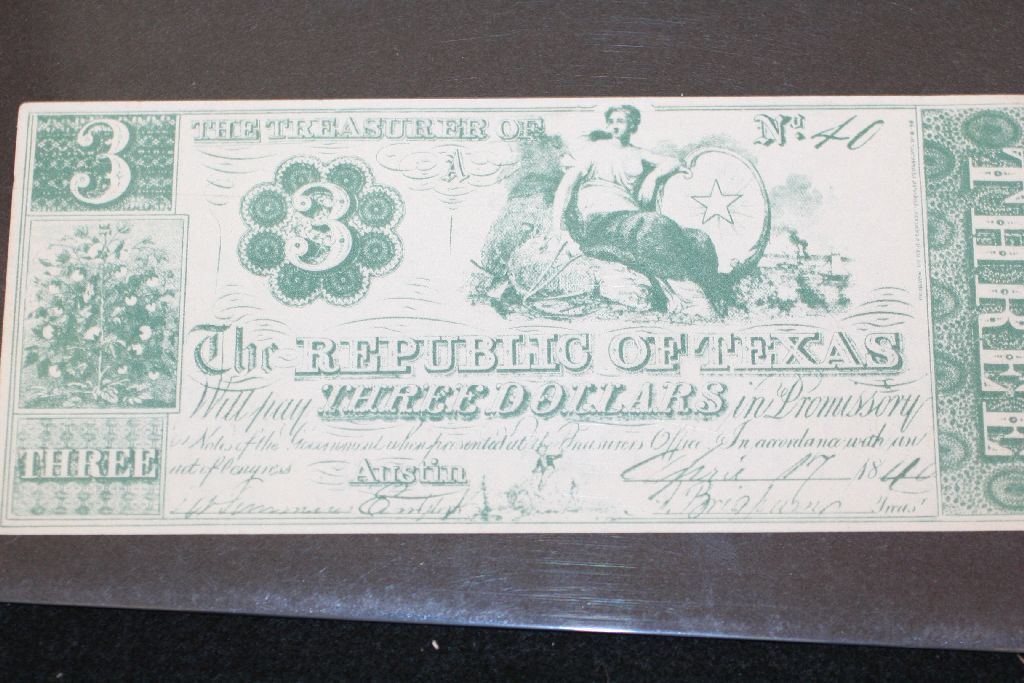 3
THE TREASURER OF
Nº 40
A
3
The REPUBLIC OF TEXAS
Will pay THREE DOLLARS in Promissory
Notes of the Government when presented at the Treasurers Office In accordance with an
act of Congress
Austin
April 17 184
THREE
Brigham Treas
THREE